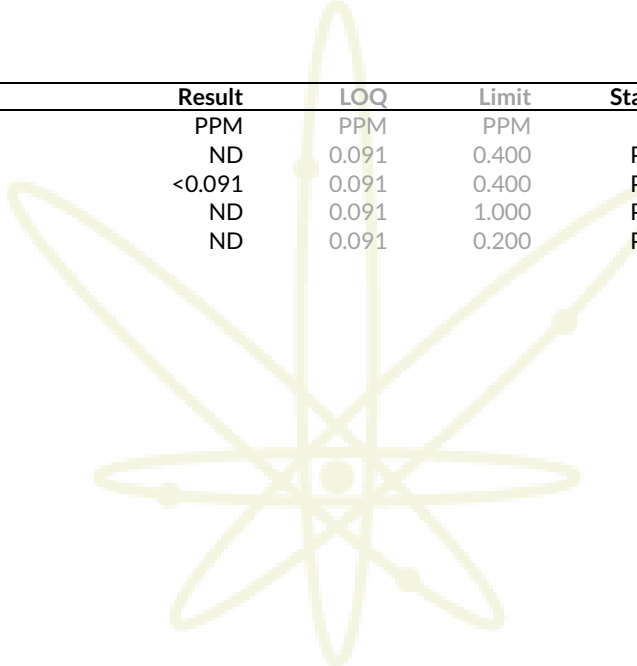 Result LOQ Limit
PPM PPM PPM
ND 0.091 0.400
<0.091 0.091 0.400
ND 0.091 1.000
ND 0.091 0.200